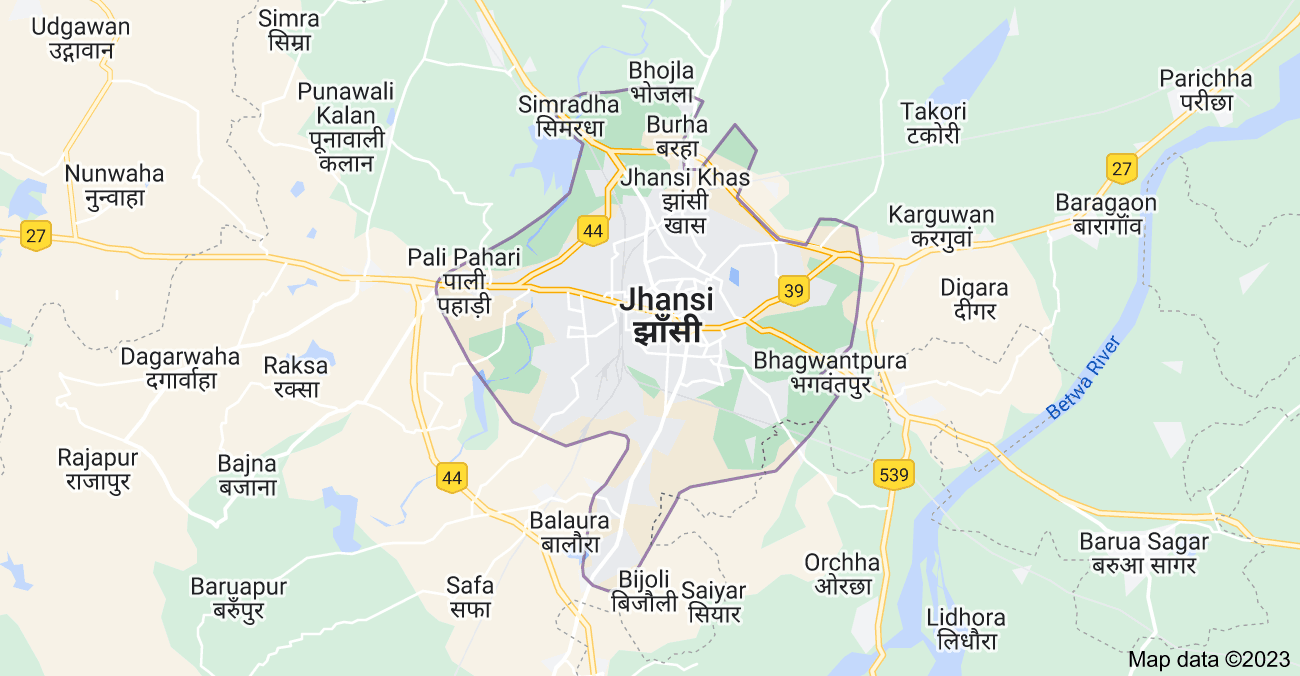 Udgawan
उद्गावान
Simra
सिम्रा
Bhojla
भोजला
Parichha
परीछा
Punawali
Kalan
पूनावाली
कलान
Simradha
सिमरधा
Burha
बरहा
Takori
टकोरी
27
Nunwaha
नुन्वाहा
Jhansi Khas
झांसी
खास
Baragaon
बारागाँव
Karguwan
करगुवां
27
44
Pali Pahari
पाली
पहाड़ी
Jhansi
झाँसी
39
Digara
दीगर
Dagarwaha
दगार्वाहा
Raksa
रक्सा
Bhagwantpura
भगवंतपुर
Betwa River
Rajapur
राजापुर
Bajna
बजाना
44
539
Balaura
बालौरा
Barua Sagar
बरुआ सागर
Orchha
ओरछा
Baruapur
बरुँपुर
Safa
सफा
Bijoli
बिजौली
Saiyar
सियार
Lidhora
लिधौरा
Map data ©2023